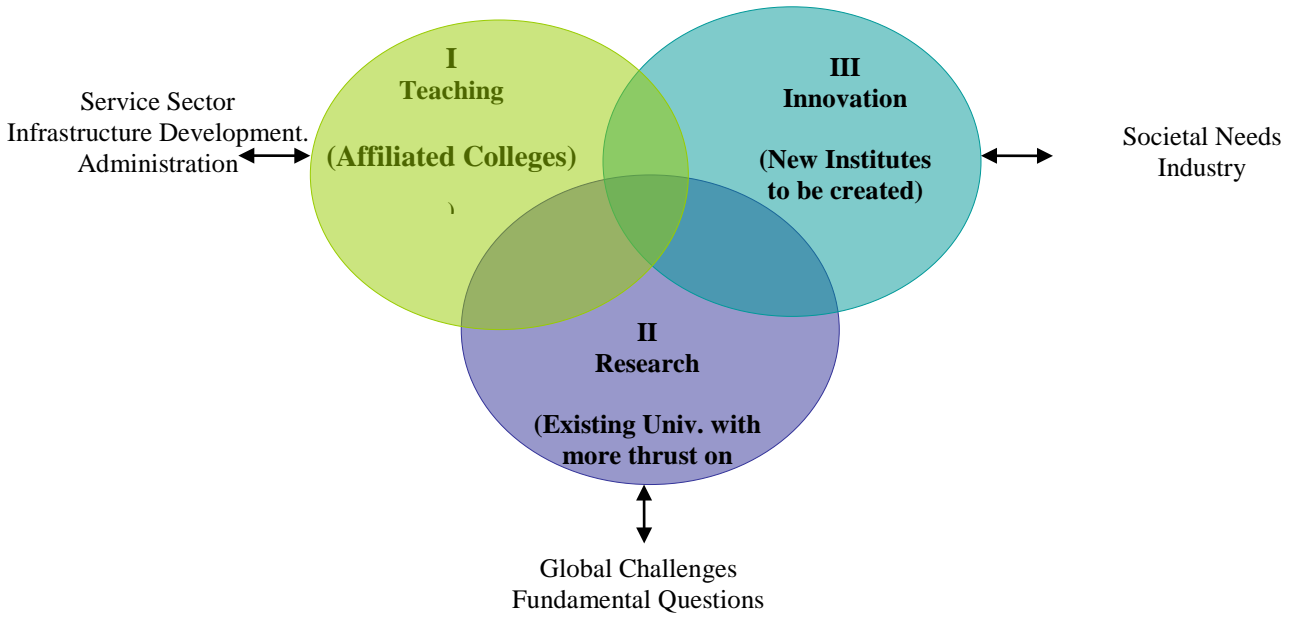 I
Teaching
(Affiliated Colleges)
)
Service Sector
Infrastructure Development.
Administration
III
Innovation
(New Institutes
to be created)
Societal Needs
Industry
II
Research
(Existing Univ. with
more thrust on
Global Challenges
Fundamental Questions